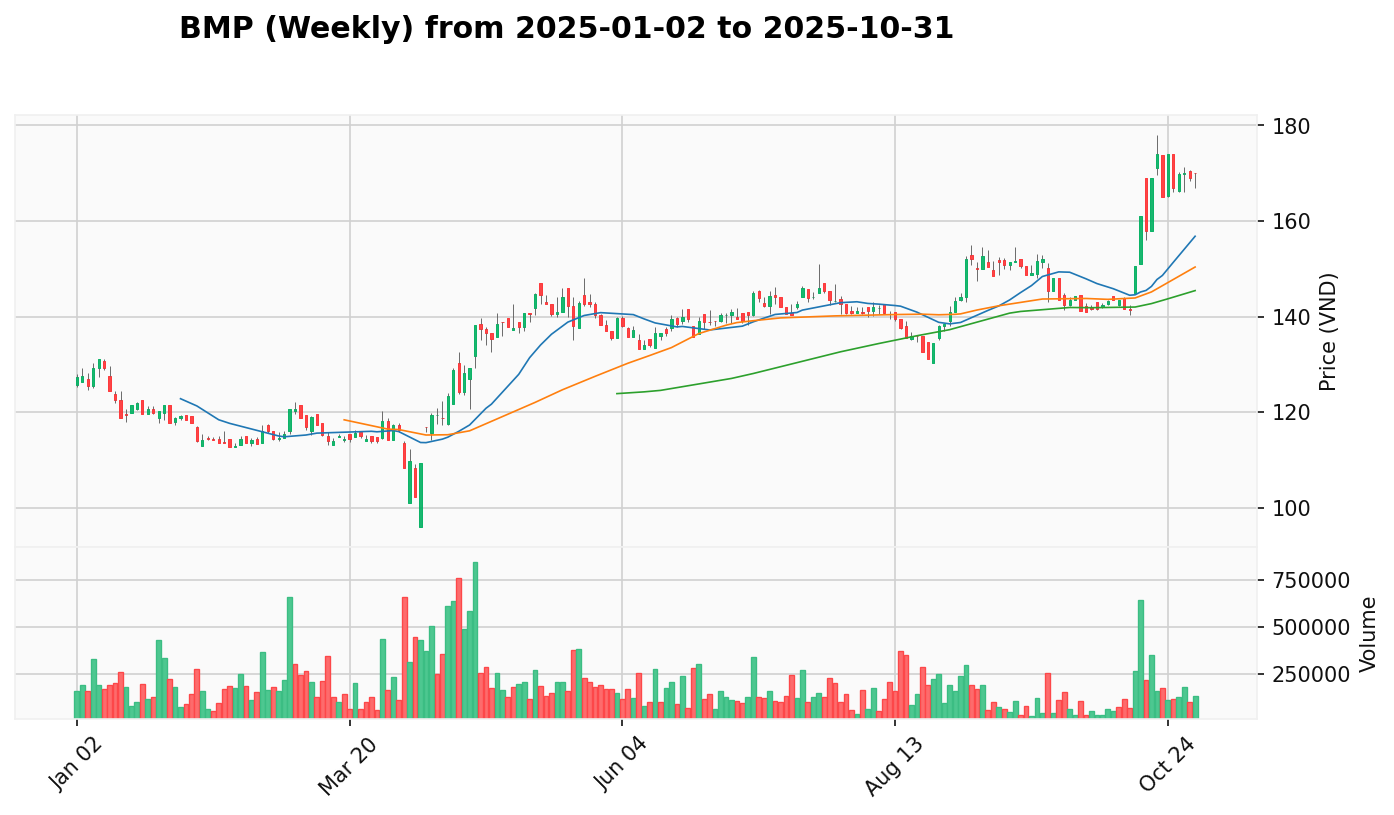 BMP (Weekly) from 2025-01-02 to 2025-10-31
180
160
140
120
100
Price (VND)
750000
500000
250000
Volume
Jan 02
Mar 20
Jun 04
Aug 13
Oct 24